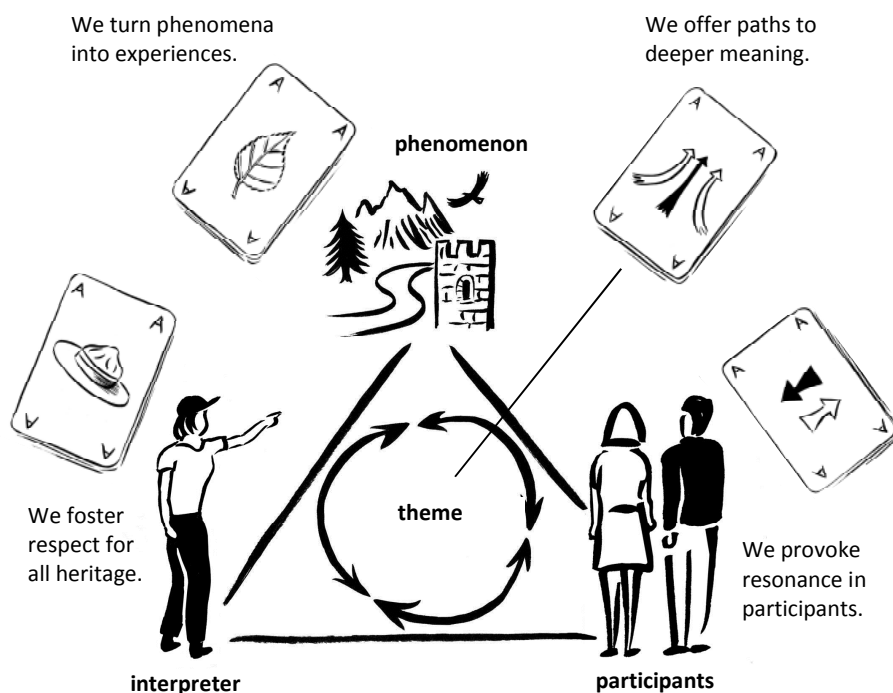 We turn phenomena
into experiences.
We offer paths to
deeper meaning.
A
A
A
A
A
A
A
A
phenomenon
A
A
A
A
A
A
A
A
theme
We foster
respect for
all heritage.
We provoke
resonance in
participants.
interpreter
participants